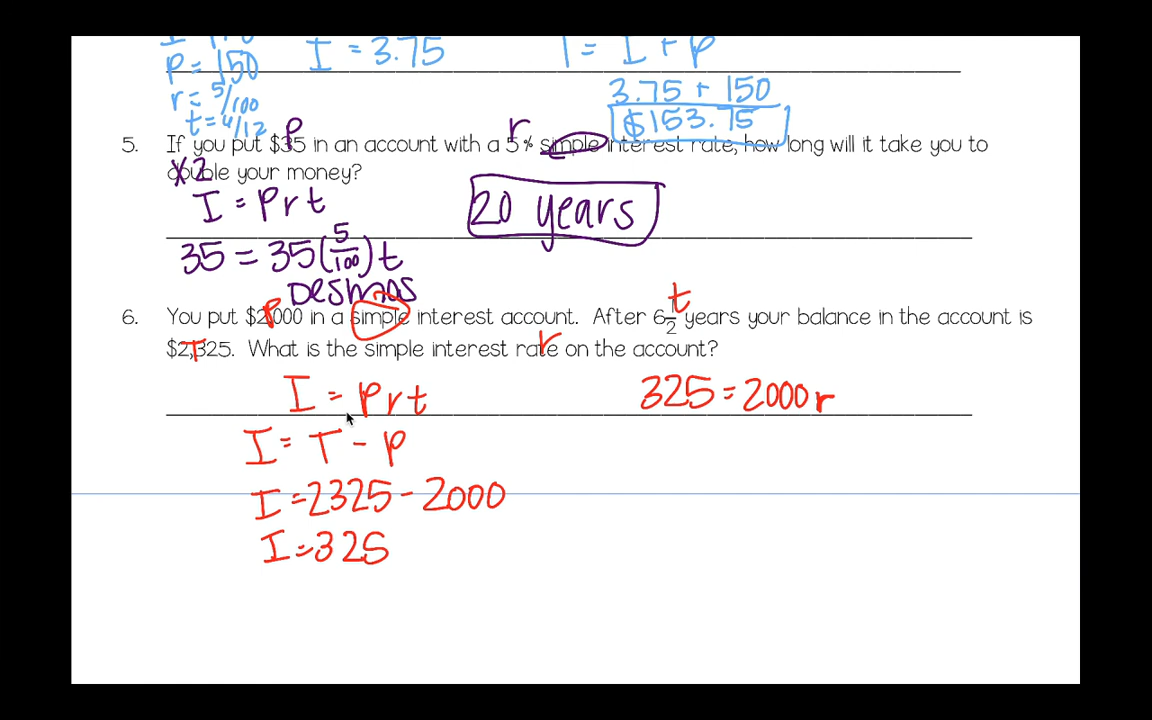 I = 3.75
p = 150
r = 5/100
t = 4/12
3.75 + 150
$153.75
p
r
5. If you put $35 in an account with a 5% simple interest rate, how long will it take you to
double your money?
x2
I = Prt
20 years
35 = 35(5/100)t
DESMOS
t
6. You put $2,000 in a simple interest account. After 6 1/2 years your balance in the account is
p
$2,325. What is the simple interest rate on the account?
T
r
I = Prt
325 = 2000r
I = T - P
I = 2325 - 2000
I = 325